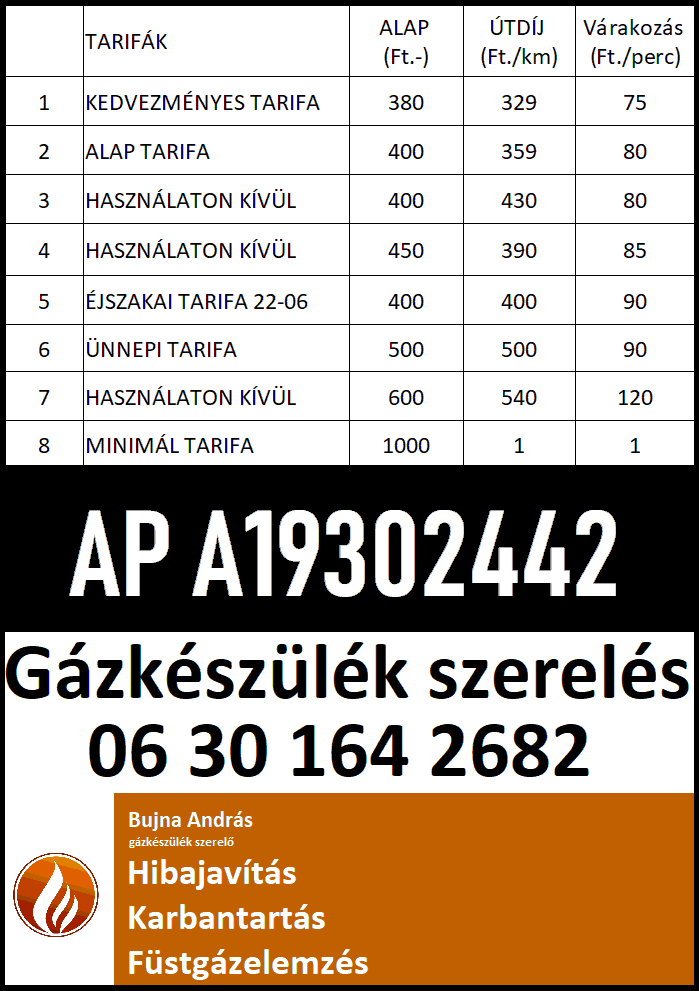 TARIFÁK ALAP (Ft.-) ÚTDÍJ (Ft./km) Várakozás (Ft./perc)
1 KEDVEZMÉNYES TARIFA 380 329 75
2 ALAP TARIFA 400 359 80
3 HASZNÁLATON KÍVÜL 400 430 80
4 HASZNÁLATON KÍVÜL 450 390 85
5 ÉJSZAKAI TARIFA 22-06 400 400 90
6 ÜNNEPI TARIFA 500 500 90
7 HASZNÁLATON KÍVÜL 600 540 120
8 MINIMÁL TARIFA 1000 1 1
AP A19302442
Gázkészülék szerelés
06 30 164 2682
Bujna András
gázkészülék szerelő
Hibajavítás
Karbantartás
Füstgázelemzés